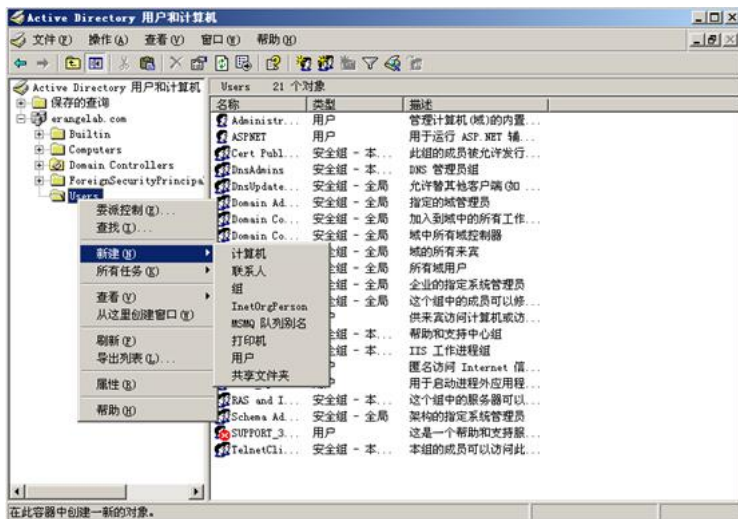 Active Directory 用户和计算机
文件(F) 操作(A) 查看(V) 窗口(W) 帮助(H)
Active Directory 用户和计算机
保存的查询
erangelab.com
Builtin
Computers
Domain Controllers
ForeignSecurityPrincipa
Users
Users 21 个对象
名称 类型 描述
Administr... 用户 管理计算机(域)的内置...
ASPNET 用户 用于运行 ASP.NET 辅...
Cert Publ... 安全组 - 本... 此组的成员被允许发行...
DnsAdmins 安全组 - 本... DNS 管理员组
DnsUpdate... 安全组 - 全局 允许替其他客户端(如 ...
Domain Ad... 安全组 - 全局 指定的域管理员
Domain Co... 安全组 - 全局 加入到域中的所有工作...
Domain Co... 安全组 - 全局 域中所有域控制器
全组 - 全局 域的所有来宾
全组 - 全局 所有域用户
全组 - 全局 企业的指定系统管理员
全组 - 全局 这个组中的成员可以修...
供来宾访问计算机或访...
全组 - 本... 帮助和支持中心组
全组 - 本... IIS 工作进程组
匿名访问 Internet 信...
用于启动进程外应用程...
RAS and I... 安全组 - 本... 这个组中的服务器可以...
Schema Ad... 安全组 - 全局 架构的指定系统管理员
SUPPORT_3... 用户 这是一个帮助和支持服...
TelnetCli... 安全组 - 本... 本组的成员可以访问此...
委派控制(E)...
查找(I)...
新建(N)
所有任务(K)
查看(V)
从这里创建窗口(W)
刷新(F)
导出列表(L)...
属性(R)
帮助(H)
计算机
联系人
组
InetOrgPerson
MSMQ 队列别名
打印机
用户
共享文件夹
在此容器中创建一新的对象。